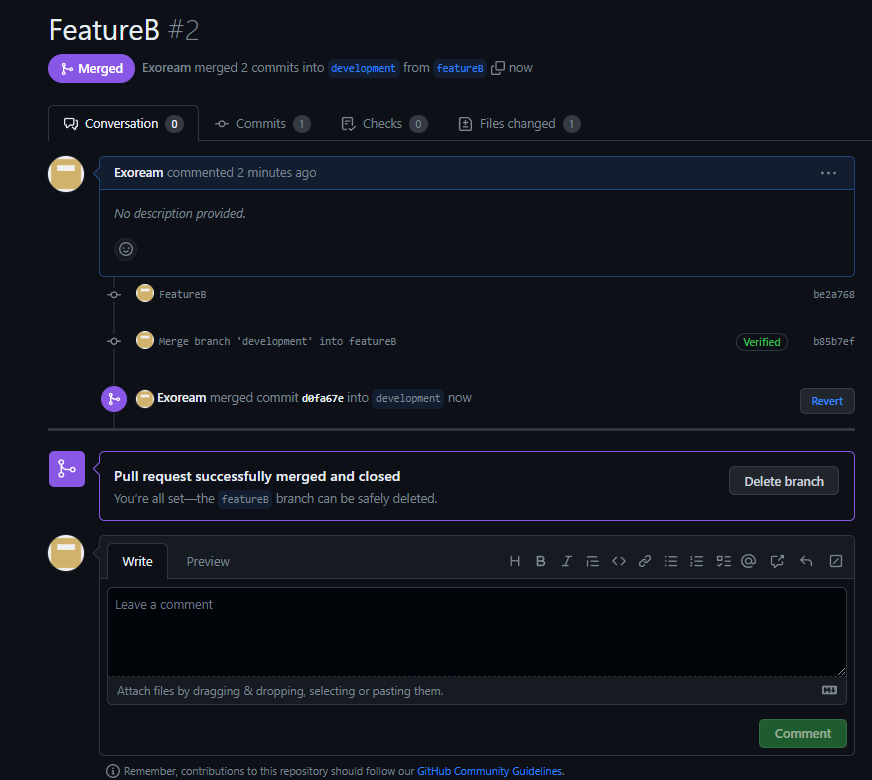 FeatureB #2
Merged Exoream merged 2 commits into development from featureB now
Conversation 0 Commits 1 Checks 0 Files changed 1
Exoream commented 2 minutes ago ...
No description provided.
FeatureB be2a768
Merge branch 'development' into featureB Verified b85b7ef
Exoream merged commit d0fa67e into development now Revert
Pull request successfully merged and closed
You're all set—the featureB branch can be safely deleted. Delete branch
Write Preview
Leave a comment
Attach files by dragging & dropping, selecting or pasting them.
Comment
Remember, contributions to this repository should follow our GitHub Community Guidelines.